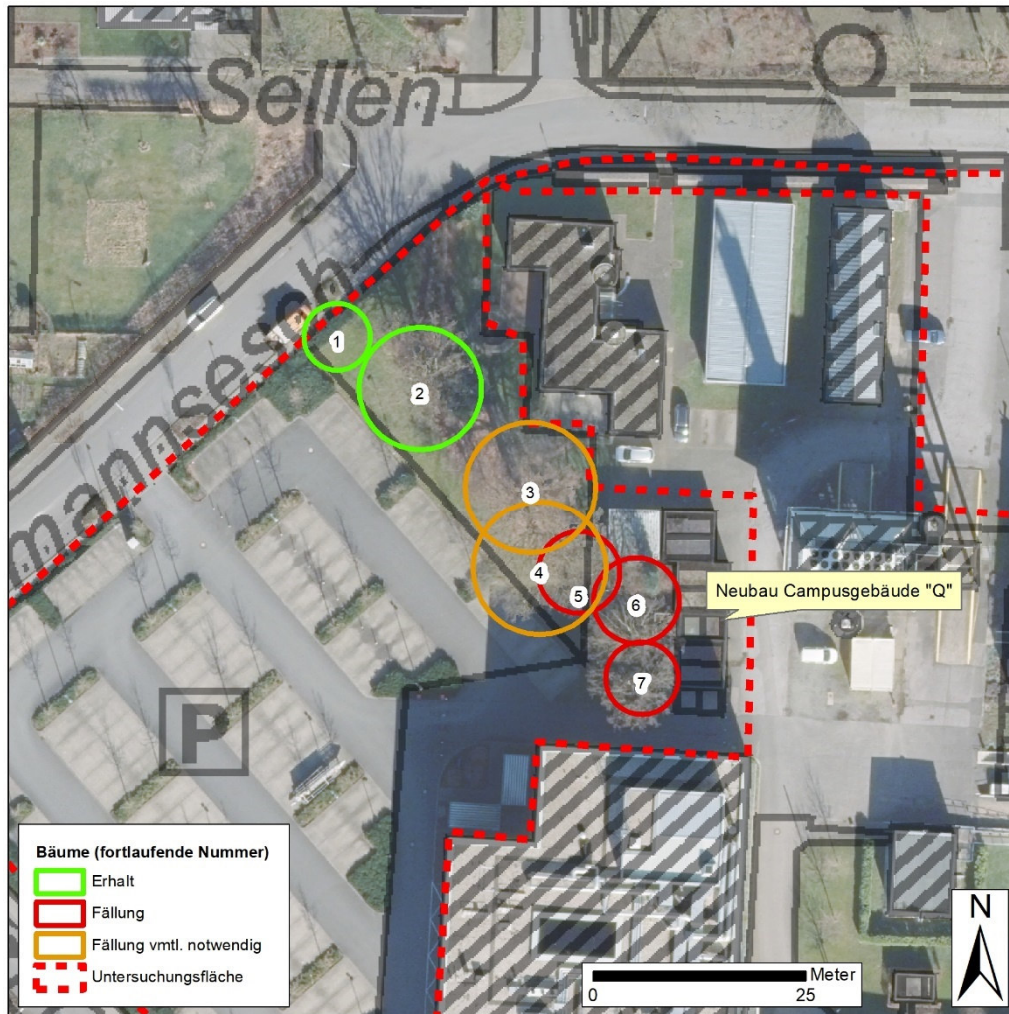 Sellen
mannsesch
1
2
3
4
5
6
7
Neubau Campusgebäude "Q"
P
Bäume (fortlaufende Nummer)
Erhalt
Fällung
Fällung vmtl. notwendig
Untersuchungsfläche
Meter
0 25
N